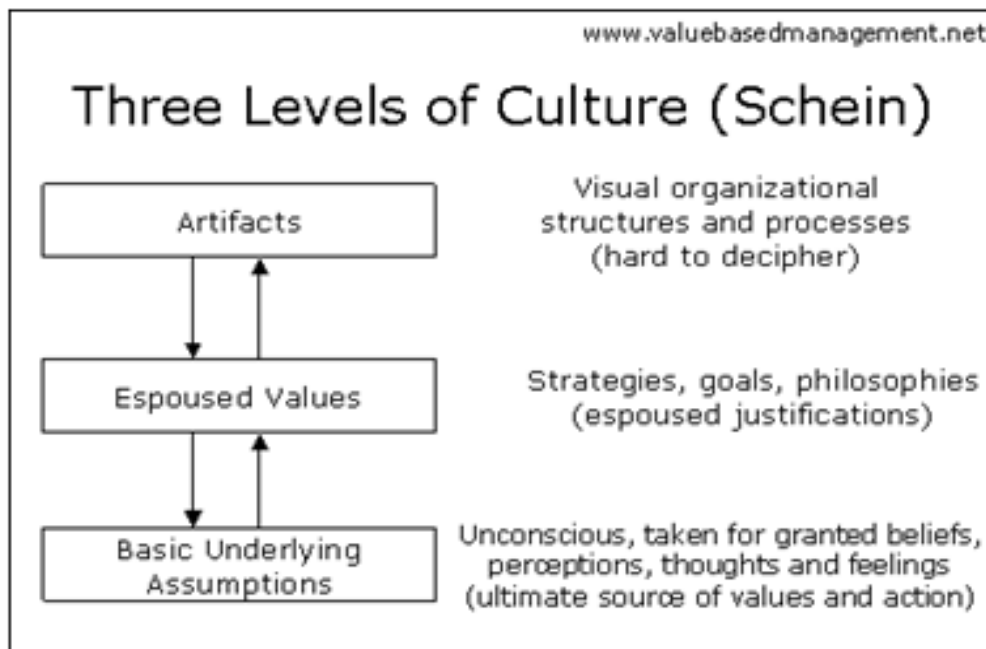 www.valuebasedmanagement.net
Three Levels of Culture (Schein)
Artifacts
Visual organizational
structures and processes
(hard to decipher)
Espoused Values
Strategies, goals, philosophies
(espoused justifications)
Basic Underlying
Assumptions
Unconscious, taken for granted beliefs,
perceptions, thoughts and feelings
(ultimate source of values and action)